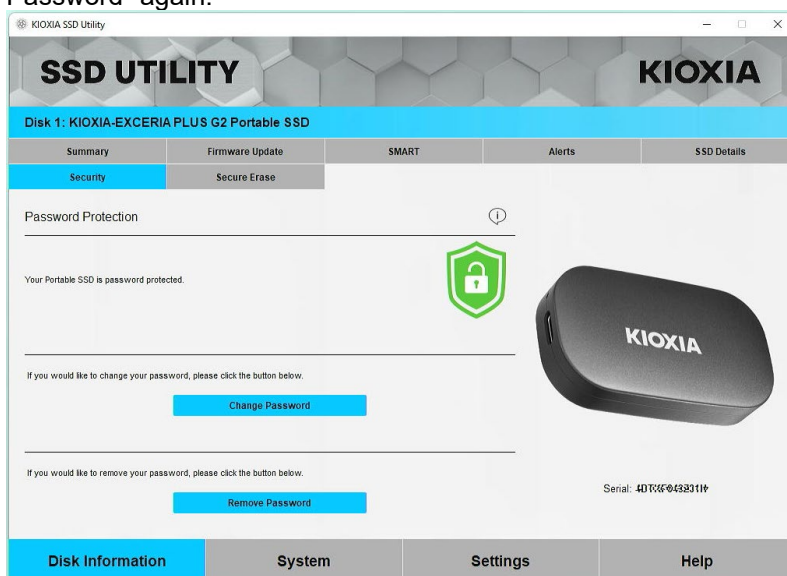 Password" again.
KIOXIA SSD Utility
SSD UTILITY
KIOXIA
Disk 1: KIOXIA-EXCERIA PLUS G2 Portable SSD
Summary Firmware Update SMART Alerts SSD Details
Security Secure Erase
Password Protection
Your Portable SSD is password protected.
KIOXIA
If you would like to change your password, please click the button below.
Change Password
If you would like to remove your password, please click the button below.
Serial:
Remove Password
Disk Information System Settings Help